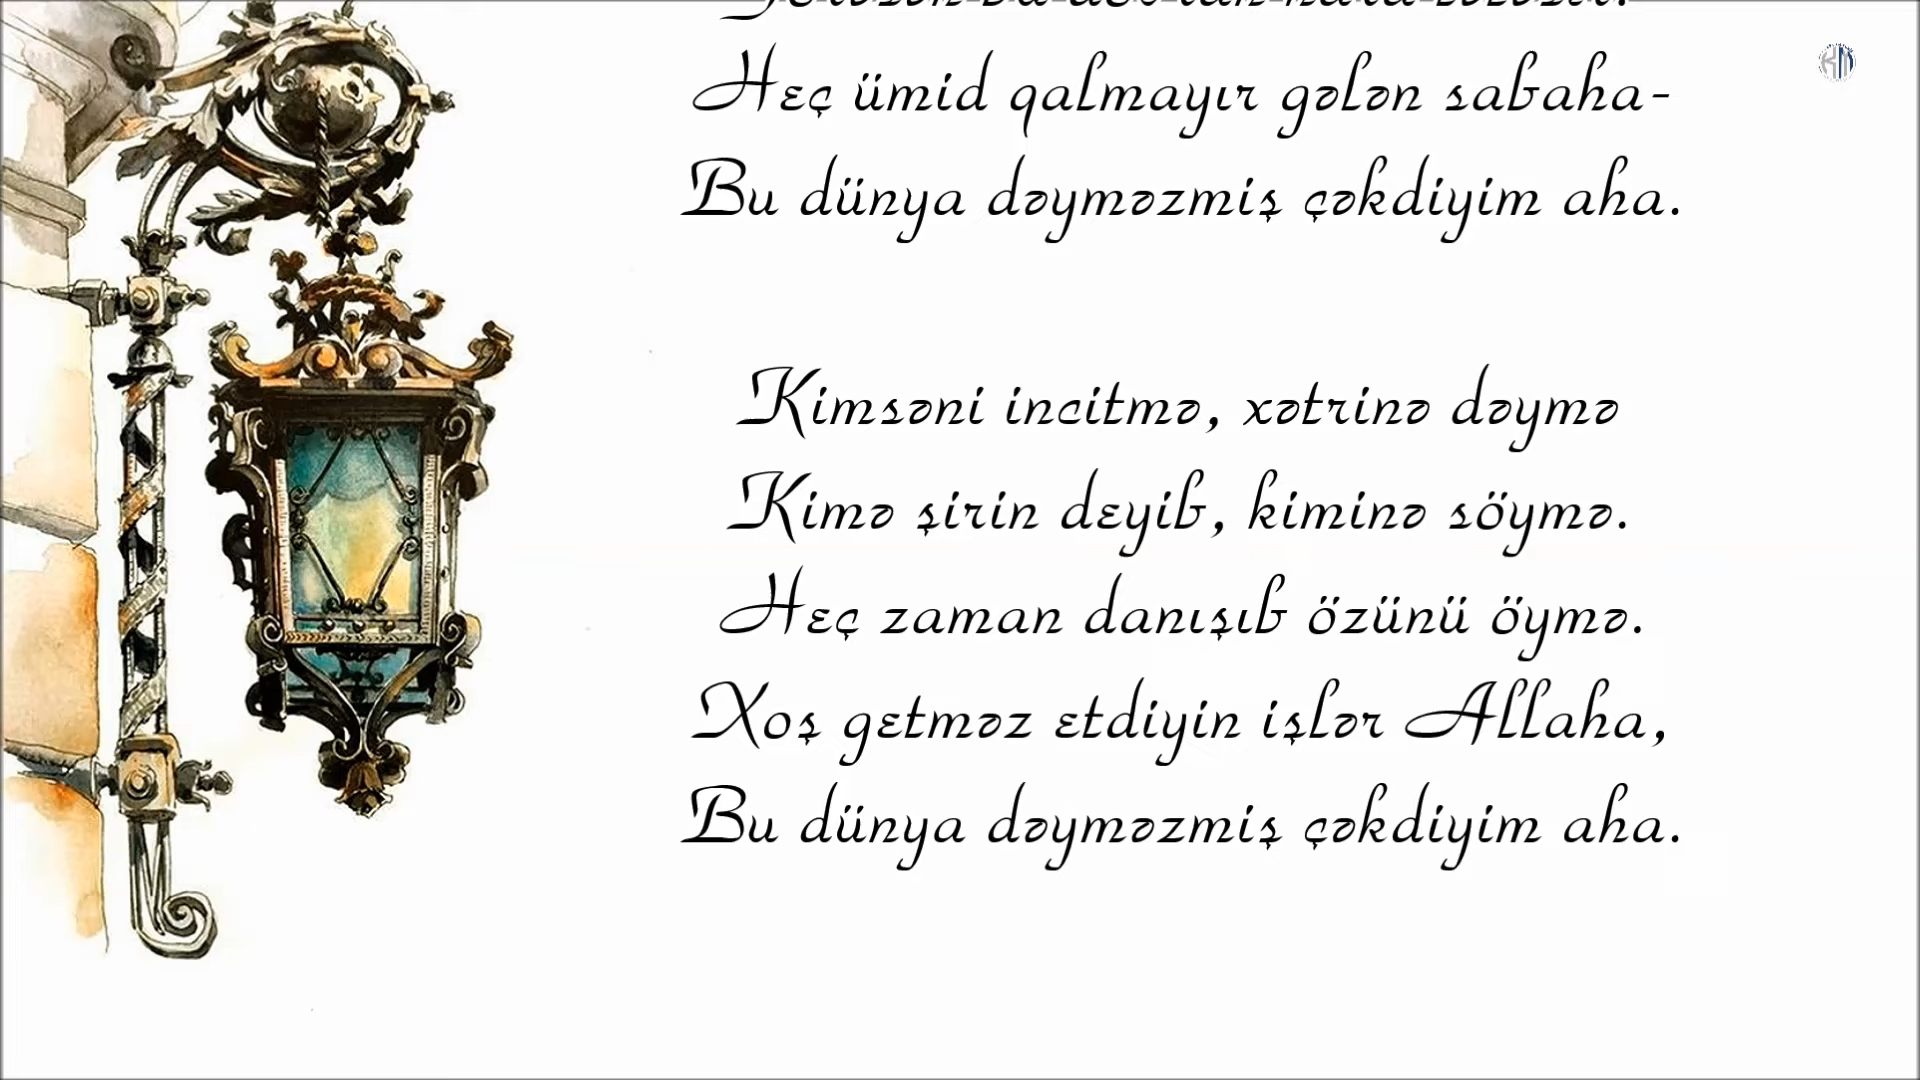 Heç ümid qalmayır gələn sabaha-
Bu dünya dəyməzmiş çəkdiyim aha.
Kimsəni incitmə, xətrinə dəymə
Kimə şirin deyib, kiminə söymə.
Heç zaman danışıb özünü öymə.
Xoş getməz etdiyin işlər Allaha,
Bu dünya dəyməzmiş çəkdiyim aha.